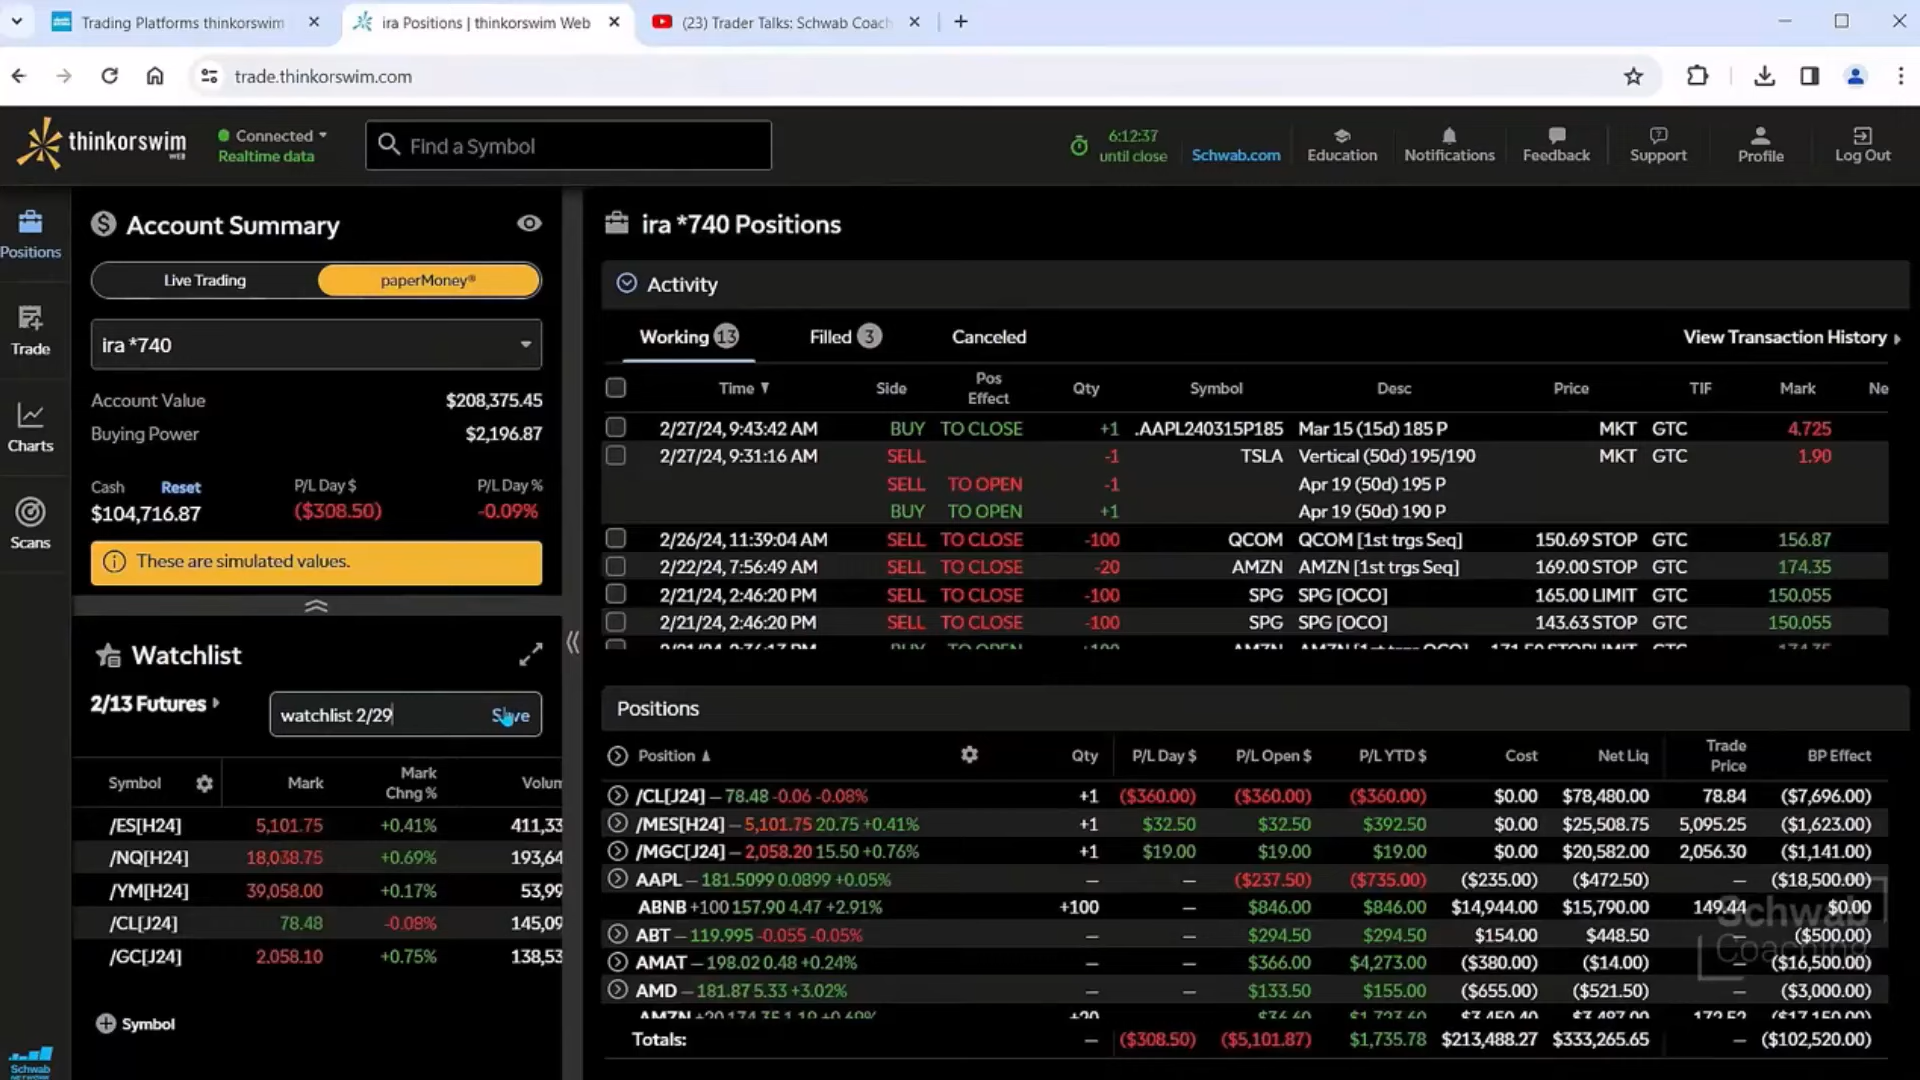 Trading Platforms thinkorswim
ira Positions | thinkorswim Web
(23) Trader Talks: Schwab Coach
trade.thinkorswim.com
thinkorswim
WEB
Connected
Realtime data
Find a Symbol
6:12:37
until close
Schwab.com
Education
Notifications
Feedback
Support
Profile
Log Out
Positions
Trade
Charts
Scans
Schwab
NETWORK
Account Summary
Live Trading
paperMoney®
ira *740
Account Value $208,375.45
Buying Power $2,196.87
Cash Reset P/L Day $ P/L Day %
$104,716.87 ($308.50) -0.09%
These are simulated values.
Watchlist
2/13 Futures
watchlist 2/29 Save
Symbol Mark Mark Chng % Volum
/ES[H24] 5,101.75 +0.41% 411,33
/NQ[H24] 18,038.75 +0.69% 193,64
/YM[H24] 39,058.00 +0.17% 53,99
/CL[J24] 78.48 -0.08% 145,09
/GC[J24] 2,058.10 +0.75% 138,53
Symbol
ira *740 Positions
Activity
Working 13 Filled 3 Canceled View Transaction History
Time Side Pos Effect Qty Symbol Desc Price TIF Mark Ne
2/27/24, 9:43:42 AM BUY TO CLOSE +1 .AAPL240315P185 Mar 15 (15d) 185 P MKT GTC 4.725
2/27/24, 9:31:16 AM SELL -1 TSLA Vertical (50d) 195/190 MKT GTC 1.90
SELL TO OPEN -1 Apr 19 (50d) 195 P
BUY TO OPEN +1 Apr 19 (50d) 190 P
2/26/24, 11:39:04 AM SELL TO CLOSE -100 QCOM QCOM [1st trgs Seq] 150.69 STOP GTC 156.87
2/22/24, 7:56:49 AM SELL TO CLOSE -20 AMZN AMZN [1st trgs Seq] 169.00 STOP GTC 174.35
2/21/24, 2:46:20 PM SELL TO CLOSE -100 SPG SPG [OCO] 165.00 LIMIT GTC 150.055
2/21/24, 2:46:20 PM SELL TO CLOSE -100 SPG SPG [OCO] 143.63 STOP GTC 150.055
Positions
Position Qty P/L Day $ P/L Open $ P/L YTD $ Cost Net Liq Trade Price BP Effect
/CL[J24] – 78.48 -0.06 -0.08% +1 ($360.00) ($360.00) ($360.00) $0.00 $78,480.00 78.84 ($7,696.00)
/MES[H24] – 5,101.75 20.75 +0.41% +1 $32.50 $32.50 $392.50 $0.00 $25,508.75 5,095.25 ($1,623.00)
/MGC[J24] – 2,058.20 15.50 +0.76% +1 $19.00 $19.00 $19.00 $0.00 $20,582.00 2,056.30 ($1,141.00)
AAPL – 181.5099 0.0899 +0.05% – – ($237.50) ($735.00) ($235.00) ($472.50) – ($18,500.00)
ABNB +100 157.90 4.47 +2.91% +100 – $846.00 $846.00 $14,944.00 $15,790.00 149.44 $0.00
ABT – 119.995 -0.055 -0.05% – – $294.50 $294.50 $154.00 $448.50 – ($500.00)
AMAT – 198.02 0.48 +0.24% – – $366.00 $4,273.00 ($380.00) ($14.00) – ($16,500.00)
AMD – 181.87 5.33 +3.02% – – $133.50 $155.00 ($655.00) ($521.50) – ($3,000.00)
Totals: – ($308.50) ($5,101.87) $1,735.78 $213,488.27 $333,265.65 – ($102,520.00)
Schwab
Coaching